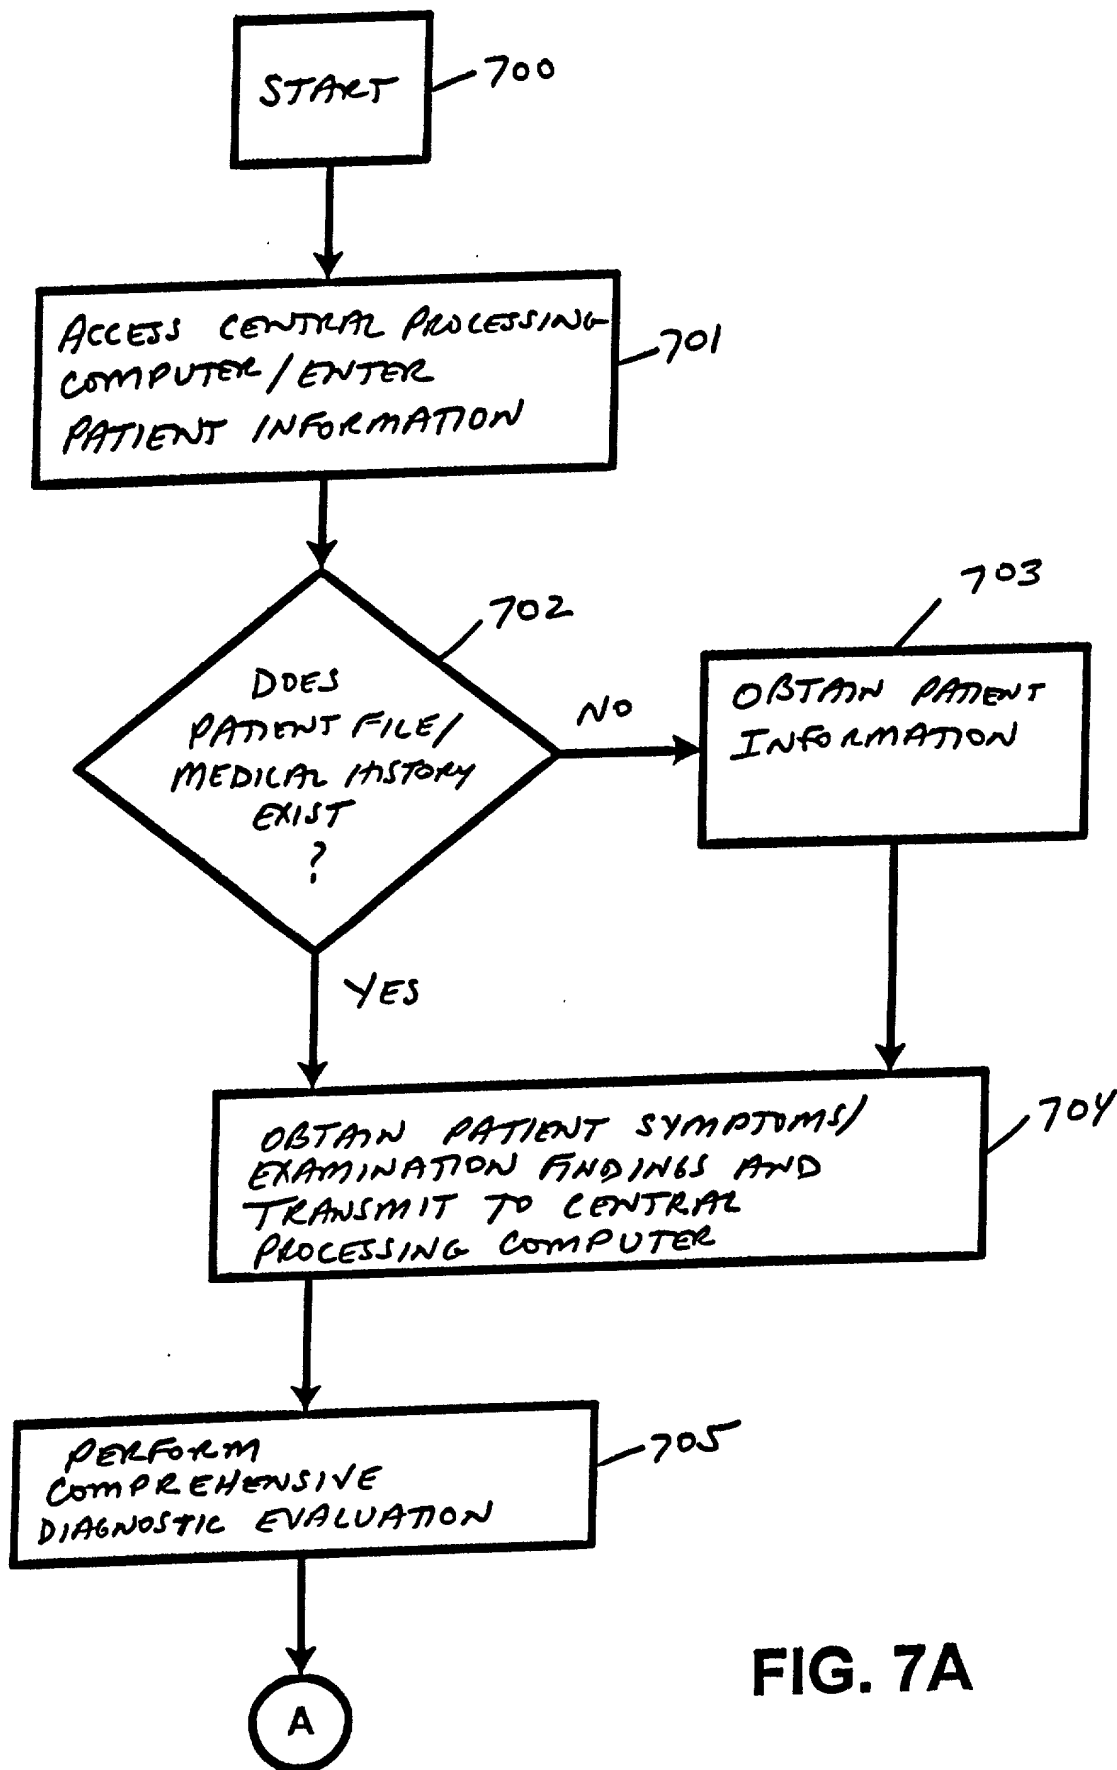 START
700
ACCESS CENTRAL PROCESSING
COMPUTER/ENTER
PATIENT INFORMATION
701
DOES
PATIENT FILE/
MEDICAL HISTORY
EXIST
?
702
NO
703
OBTAIN PATIENT
INFORMATION
YES
OBTAIN PATIENT SYMPTOMS/
EXAMINATION FINDINGS AND
TRANSMIT TO CENTRAL
PROCESSING COMPUTER
704
PERFORM
COMPREHENSIVE
DIAGNOSTIC EVALUATION
705
A
FIG. 7A